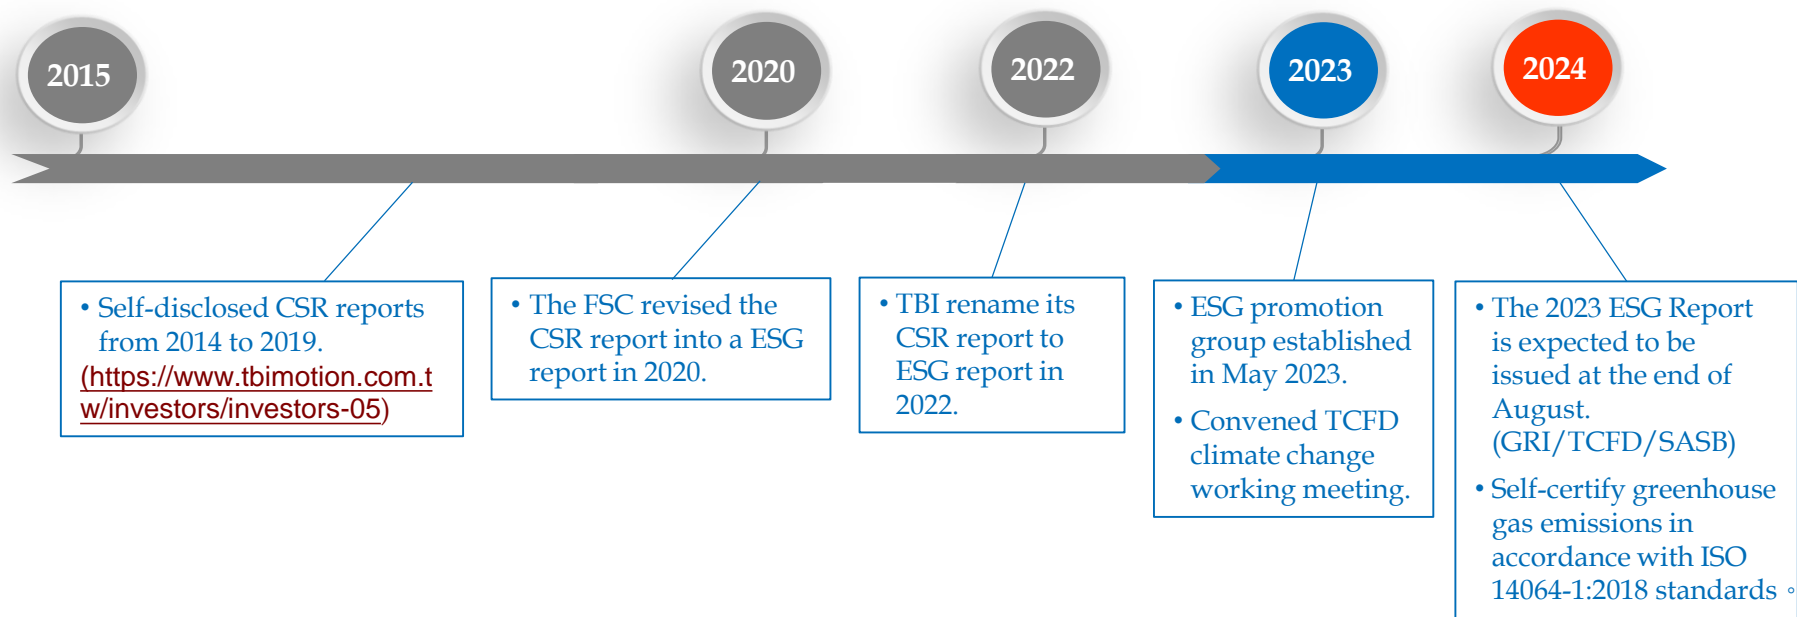 2015
2020
2022
2023
2024
• Self-disclosed CSR reports
from 2014 to 2019.
(https://www.tbimotion.com.t
w/investors/investors-05)
• The FSC revised the
CSR report into a ESG
report in 2020.
• TBI rename its
CSR report to
ESG report in
2022.
• ESG promotion
group established
in May 2023.
• Convened TCFD
climate change
working meeting.
• The 2023 ESG Report
is expected to be
issued at the end of
August.
(GRI/TCFD/SASB)
• Self-certify greenhouse
gas emissions in
accordance with ISO
14064-1:2018 standards。